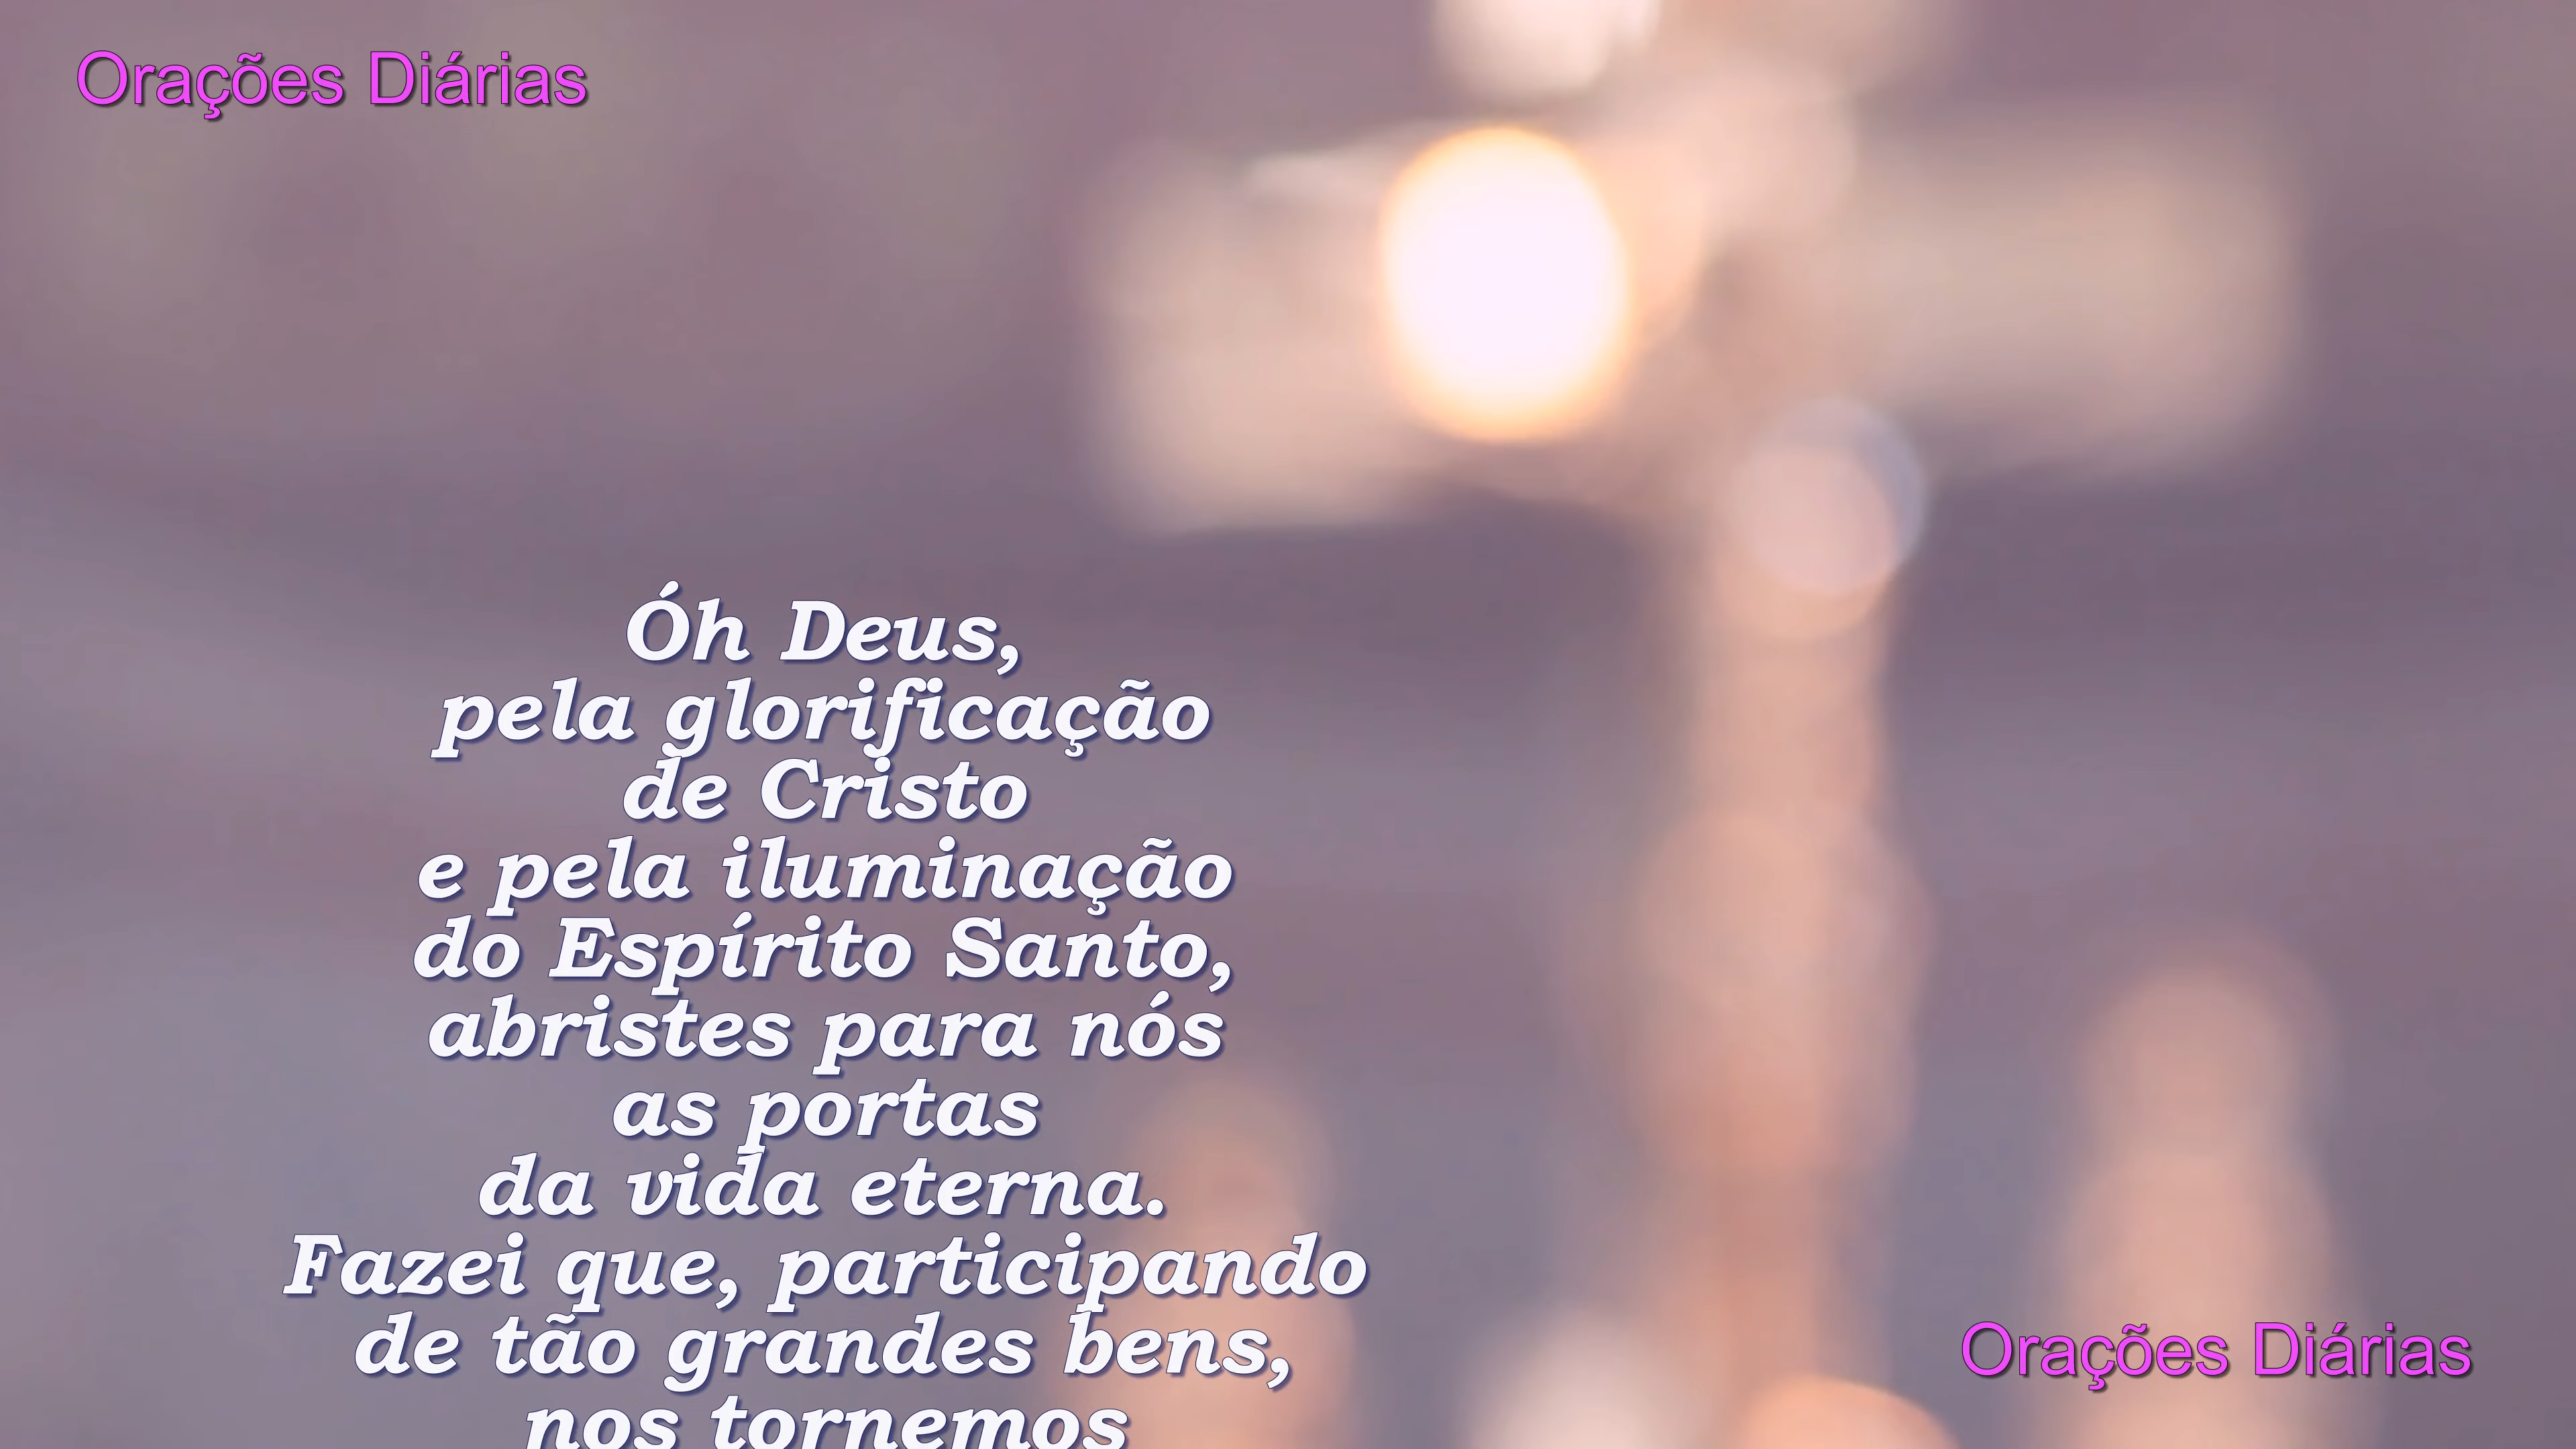 Orações Diárias
Óh Deus,
pela glorificação
de Cristo
e pela iluminação
do Espírito Santo,
abristes para nós
as portas
da vida eterna.
Fazei que, participando
de tão grandes bens,
nos tornemos
Orações Diárias